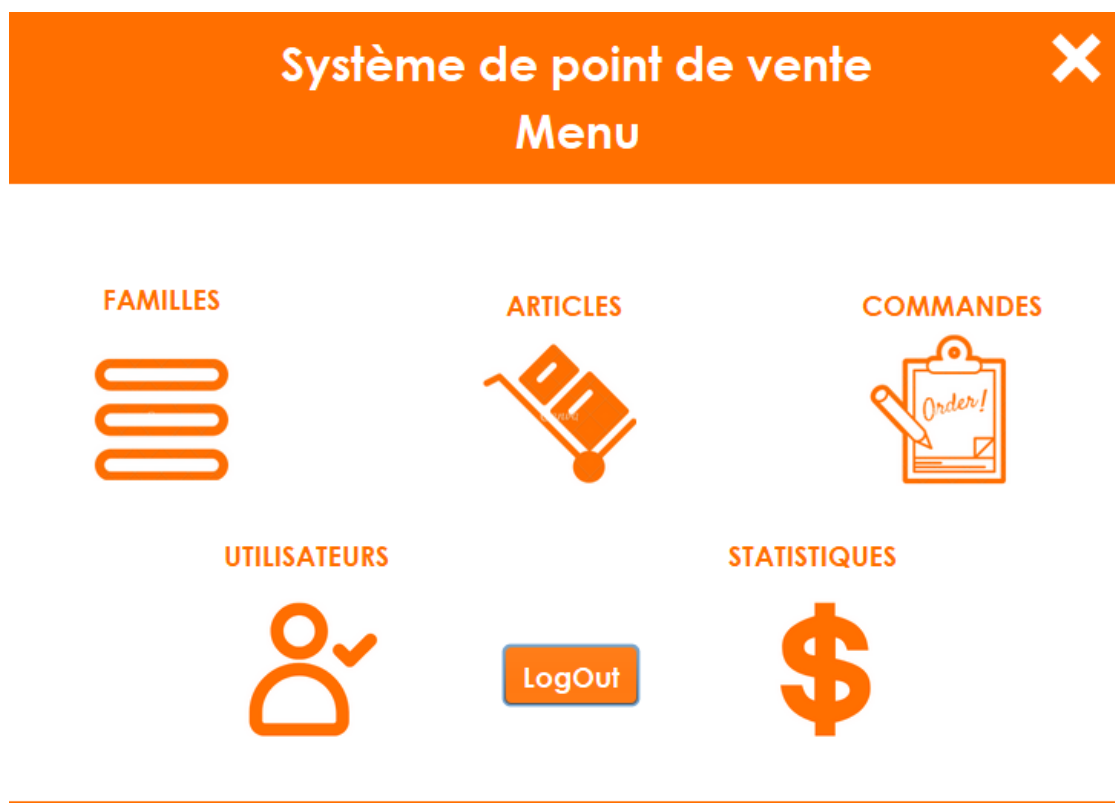 Système de point de vente
Menu
FAMILLES
ARTICLES
COMMANDES
Order!
UTILISATEURS
STATISTIQUES
LogOut